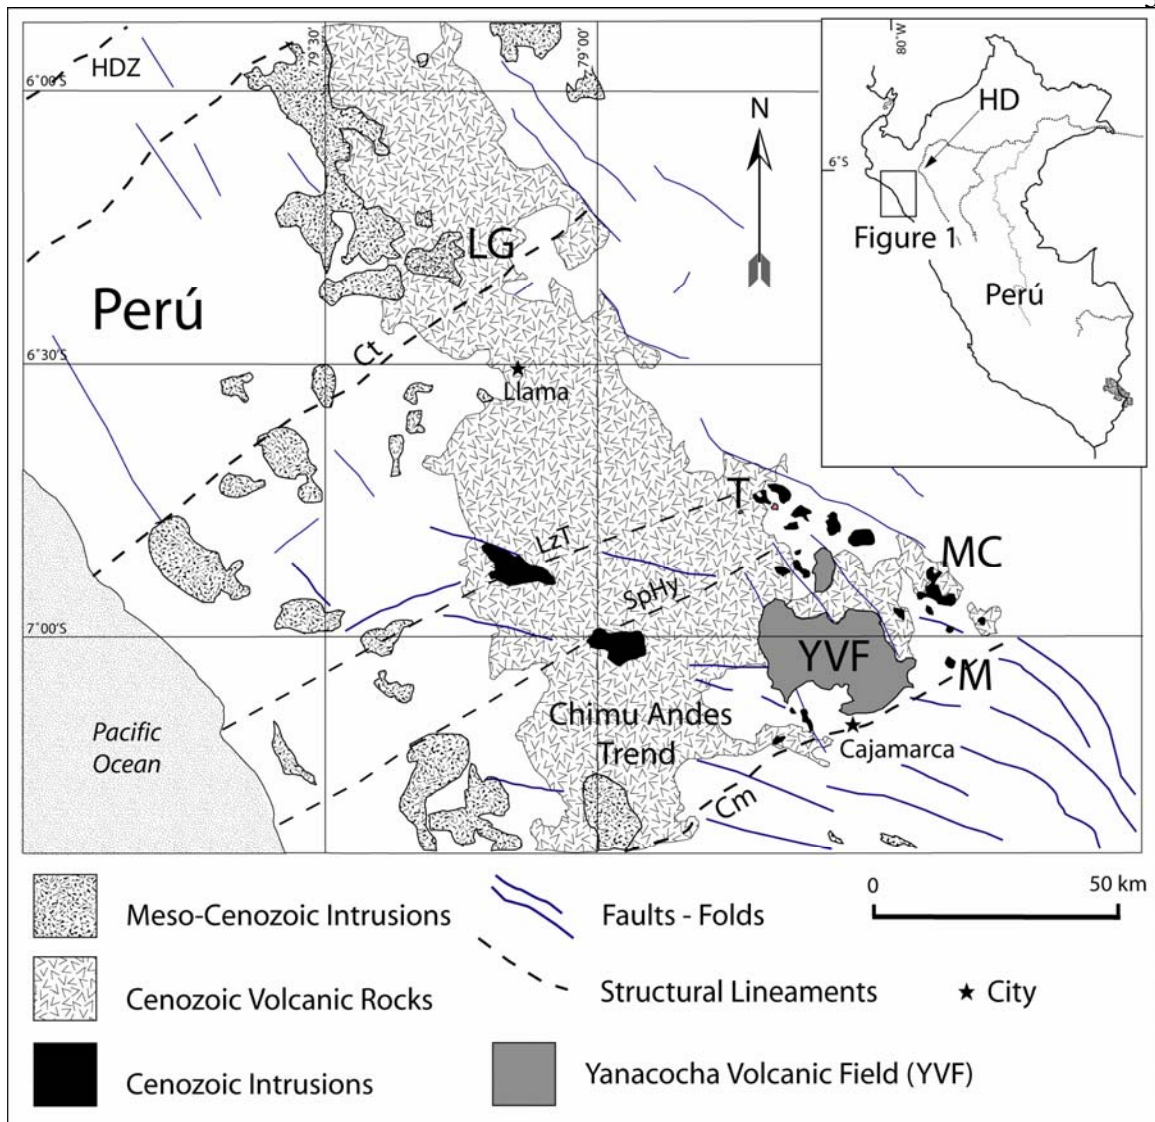 79°30'
79°00'
80°W
HDZ
6°00'S
N
HD
6°S
LG
Figure 1
Perú
Perú
Ct
6°30'S
Llama
T
LzT
MC
SpHy
7°00'S
YVF
M
Chimu Andes
Trend
Pacific
Ocean
Cajamarca
Cm
Meso-Cenozoic Intrusions
Faults - Folds
0
50 km
Cenozoic Volcanic Rocks
Structural Lineaments
City
Cenozoic Intrusions
Yanacocha Volcanic Field (YVF)